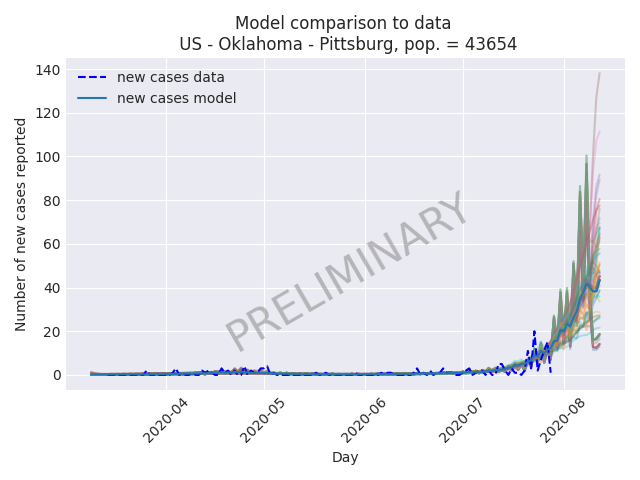 Model comparison to data
US - Oklahoma - Pittsburg, pop. = 43654
new cases data
new cases model
Number of new cases reported
140
120
100
80
60
40
20
0
PRELIMINARY
2020-04
2020-05
2020-06
2020-07
2020-08
Day